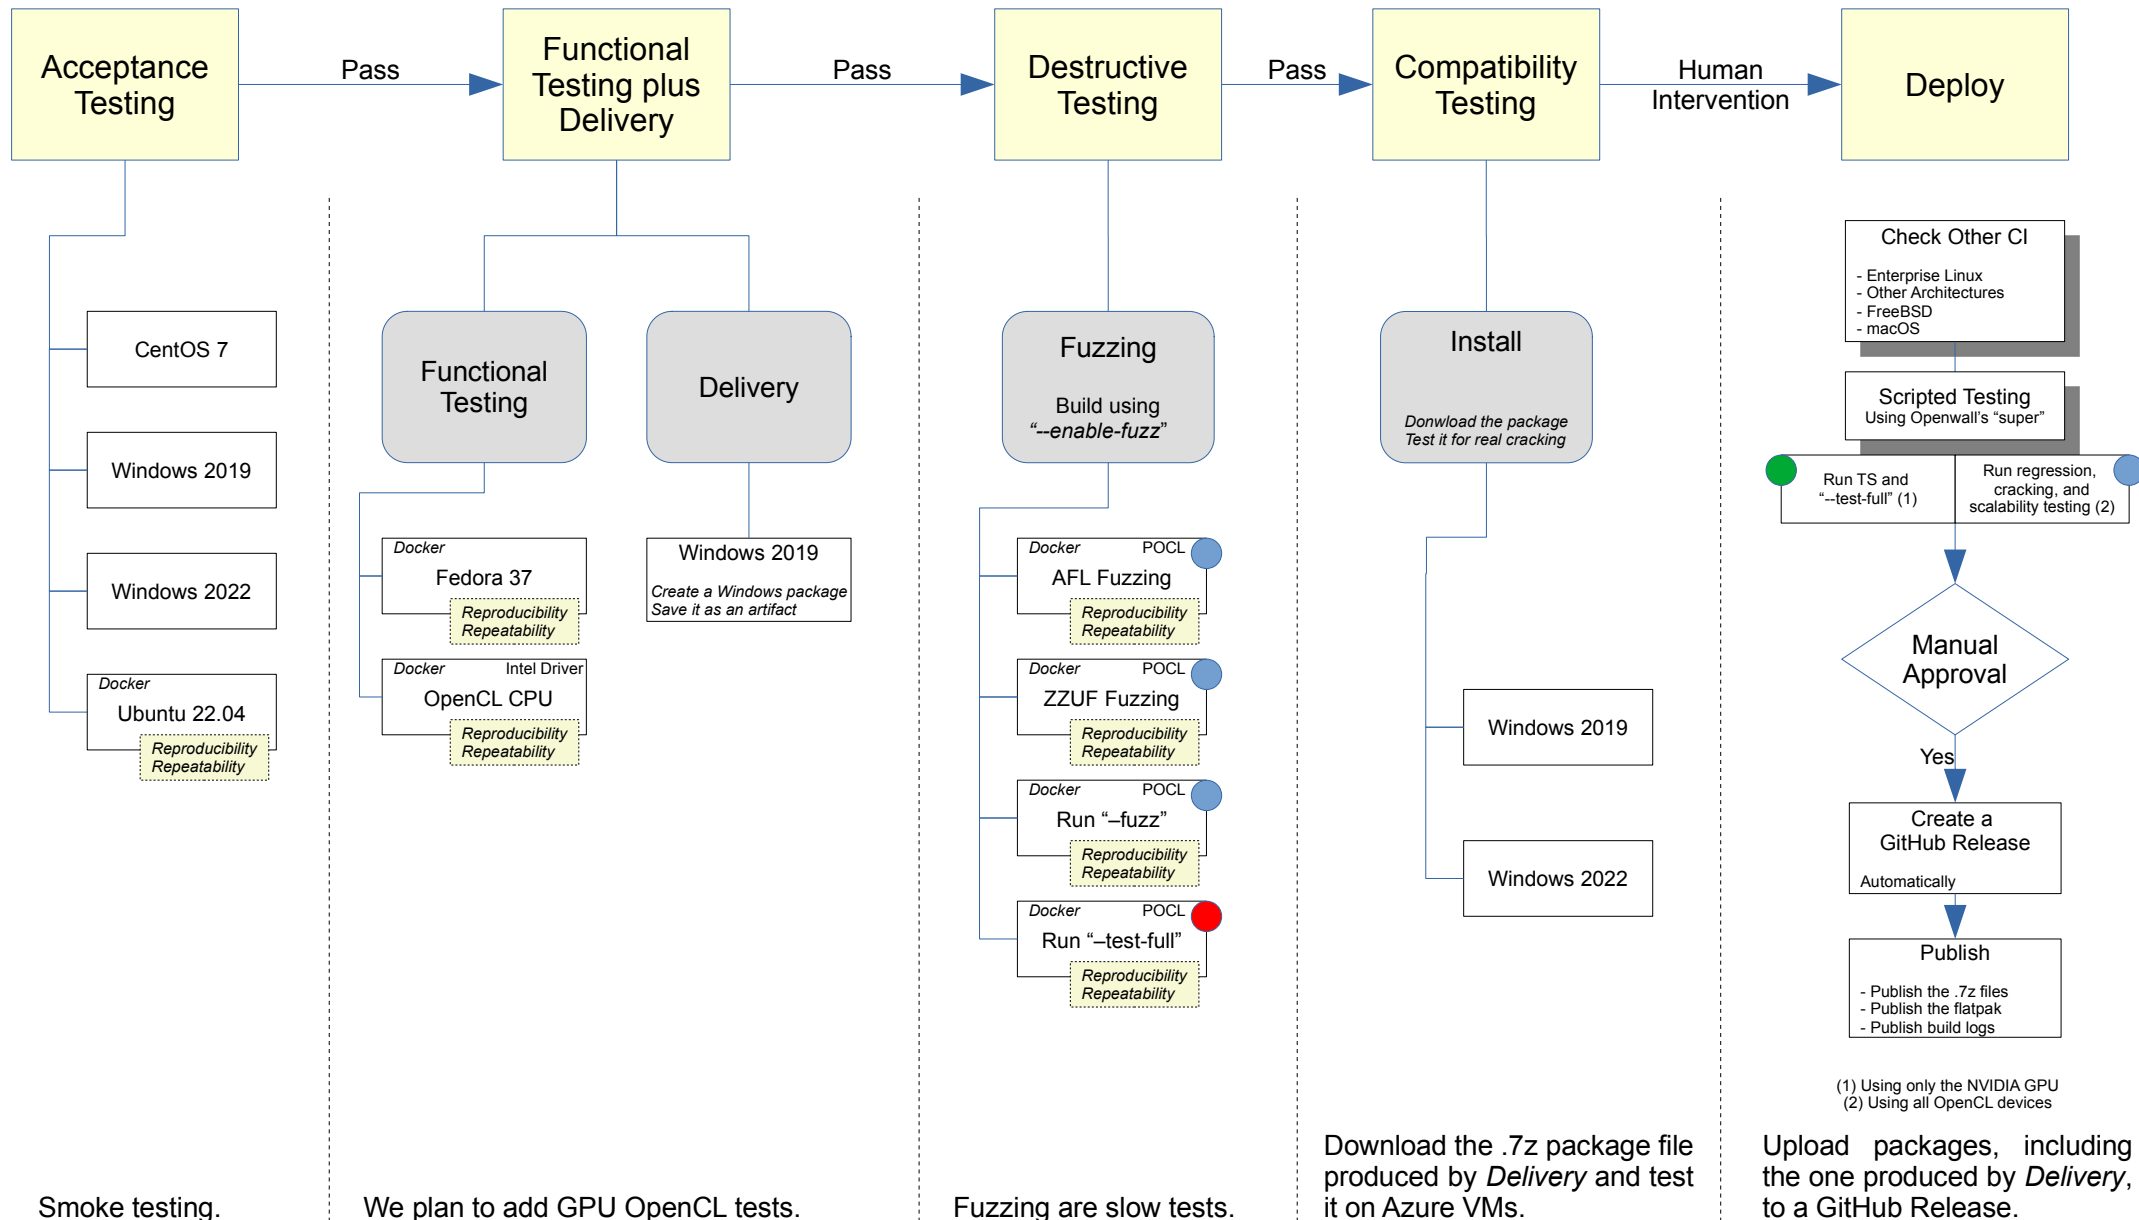 Acceptance
Testing
Pass
Functional
Testing plus
Delivery
Pass
Destructive
Testing
Pass
Compatibility
Testing
Human
Intervention
Deploy
CentOS 7
Windows 2019
Windows 2022
Docker
Ubuntu 22.04
Reproducibility
Repeatability
Smoke testing.
Functional
Testing
Docker
Fedora 37
Reproducibility
Repeatability
Docker Intel Driver
OpenCL CPU
Reproducibility
Repeatability
Delivery
Windows 2019
Create a Windows package
Save it as an artifact
We plan to add GPU OpenCL tests.
Fuzzing
Build using
“--enable-fuzz”
Docker POCL
AFL Fuzzing
Reproducibility
Repeatability
Docker POCL
ZZUF Fuzzing
Reproducibility
Repeatability
Docker POCL
Run “–fuzz”
Reproducibility
Repeatability
Docker POCL
Run “–test-full”
Reproducibility
Repeatability
Fuzzing are slow tests.
Install
Donwload the package
Test it for real cracking
Windows 2019
Windows 2022
Download the .7z package file
produced by Delivery and test
it on Azure VMs.
Check Other CI
- Enterprise Linux
- Other Architectures
- FreeBSD
- macOS
Scripted Testing
Using Openwall’s “super”
Run TS and
“--test-full” (1)
Run regression,
cracking, and
scalability testing (2)
Manual
Approval
Yes
Create a
GitHub Release
Automatically
Publish
- Publish the .7z files
- Publish the flatpak
- Publish build logs
(1) Using only the NVIDIA GPU
(2) Using all OpenCL devices
Upload packages, including
the one produced by Delivery,
to a GitHub Release.